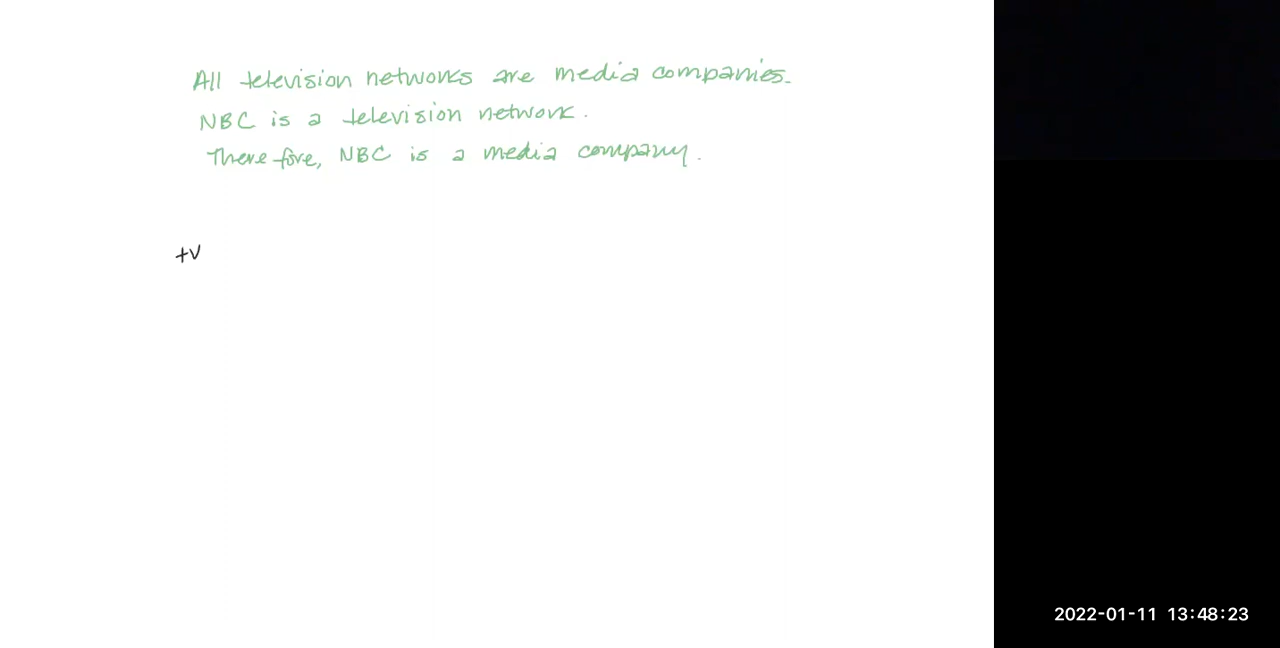 All television networks are media companies.
NBC is a television network.
Therefore, NBC is a media company.
tv
2022-01-11 13:48:23